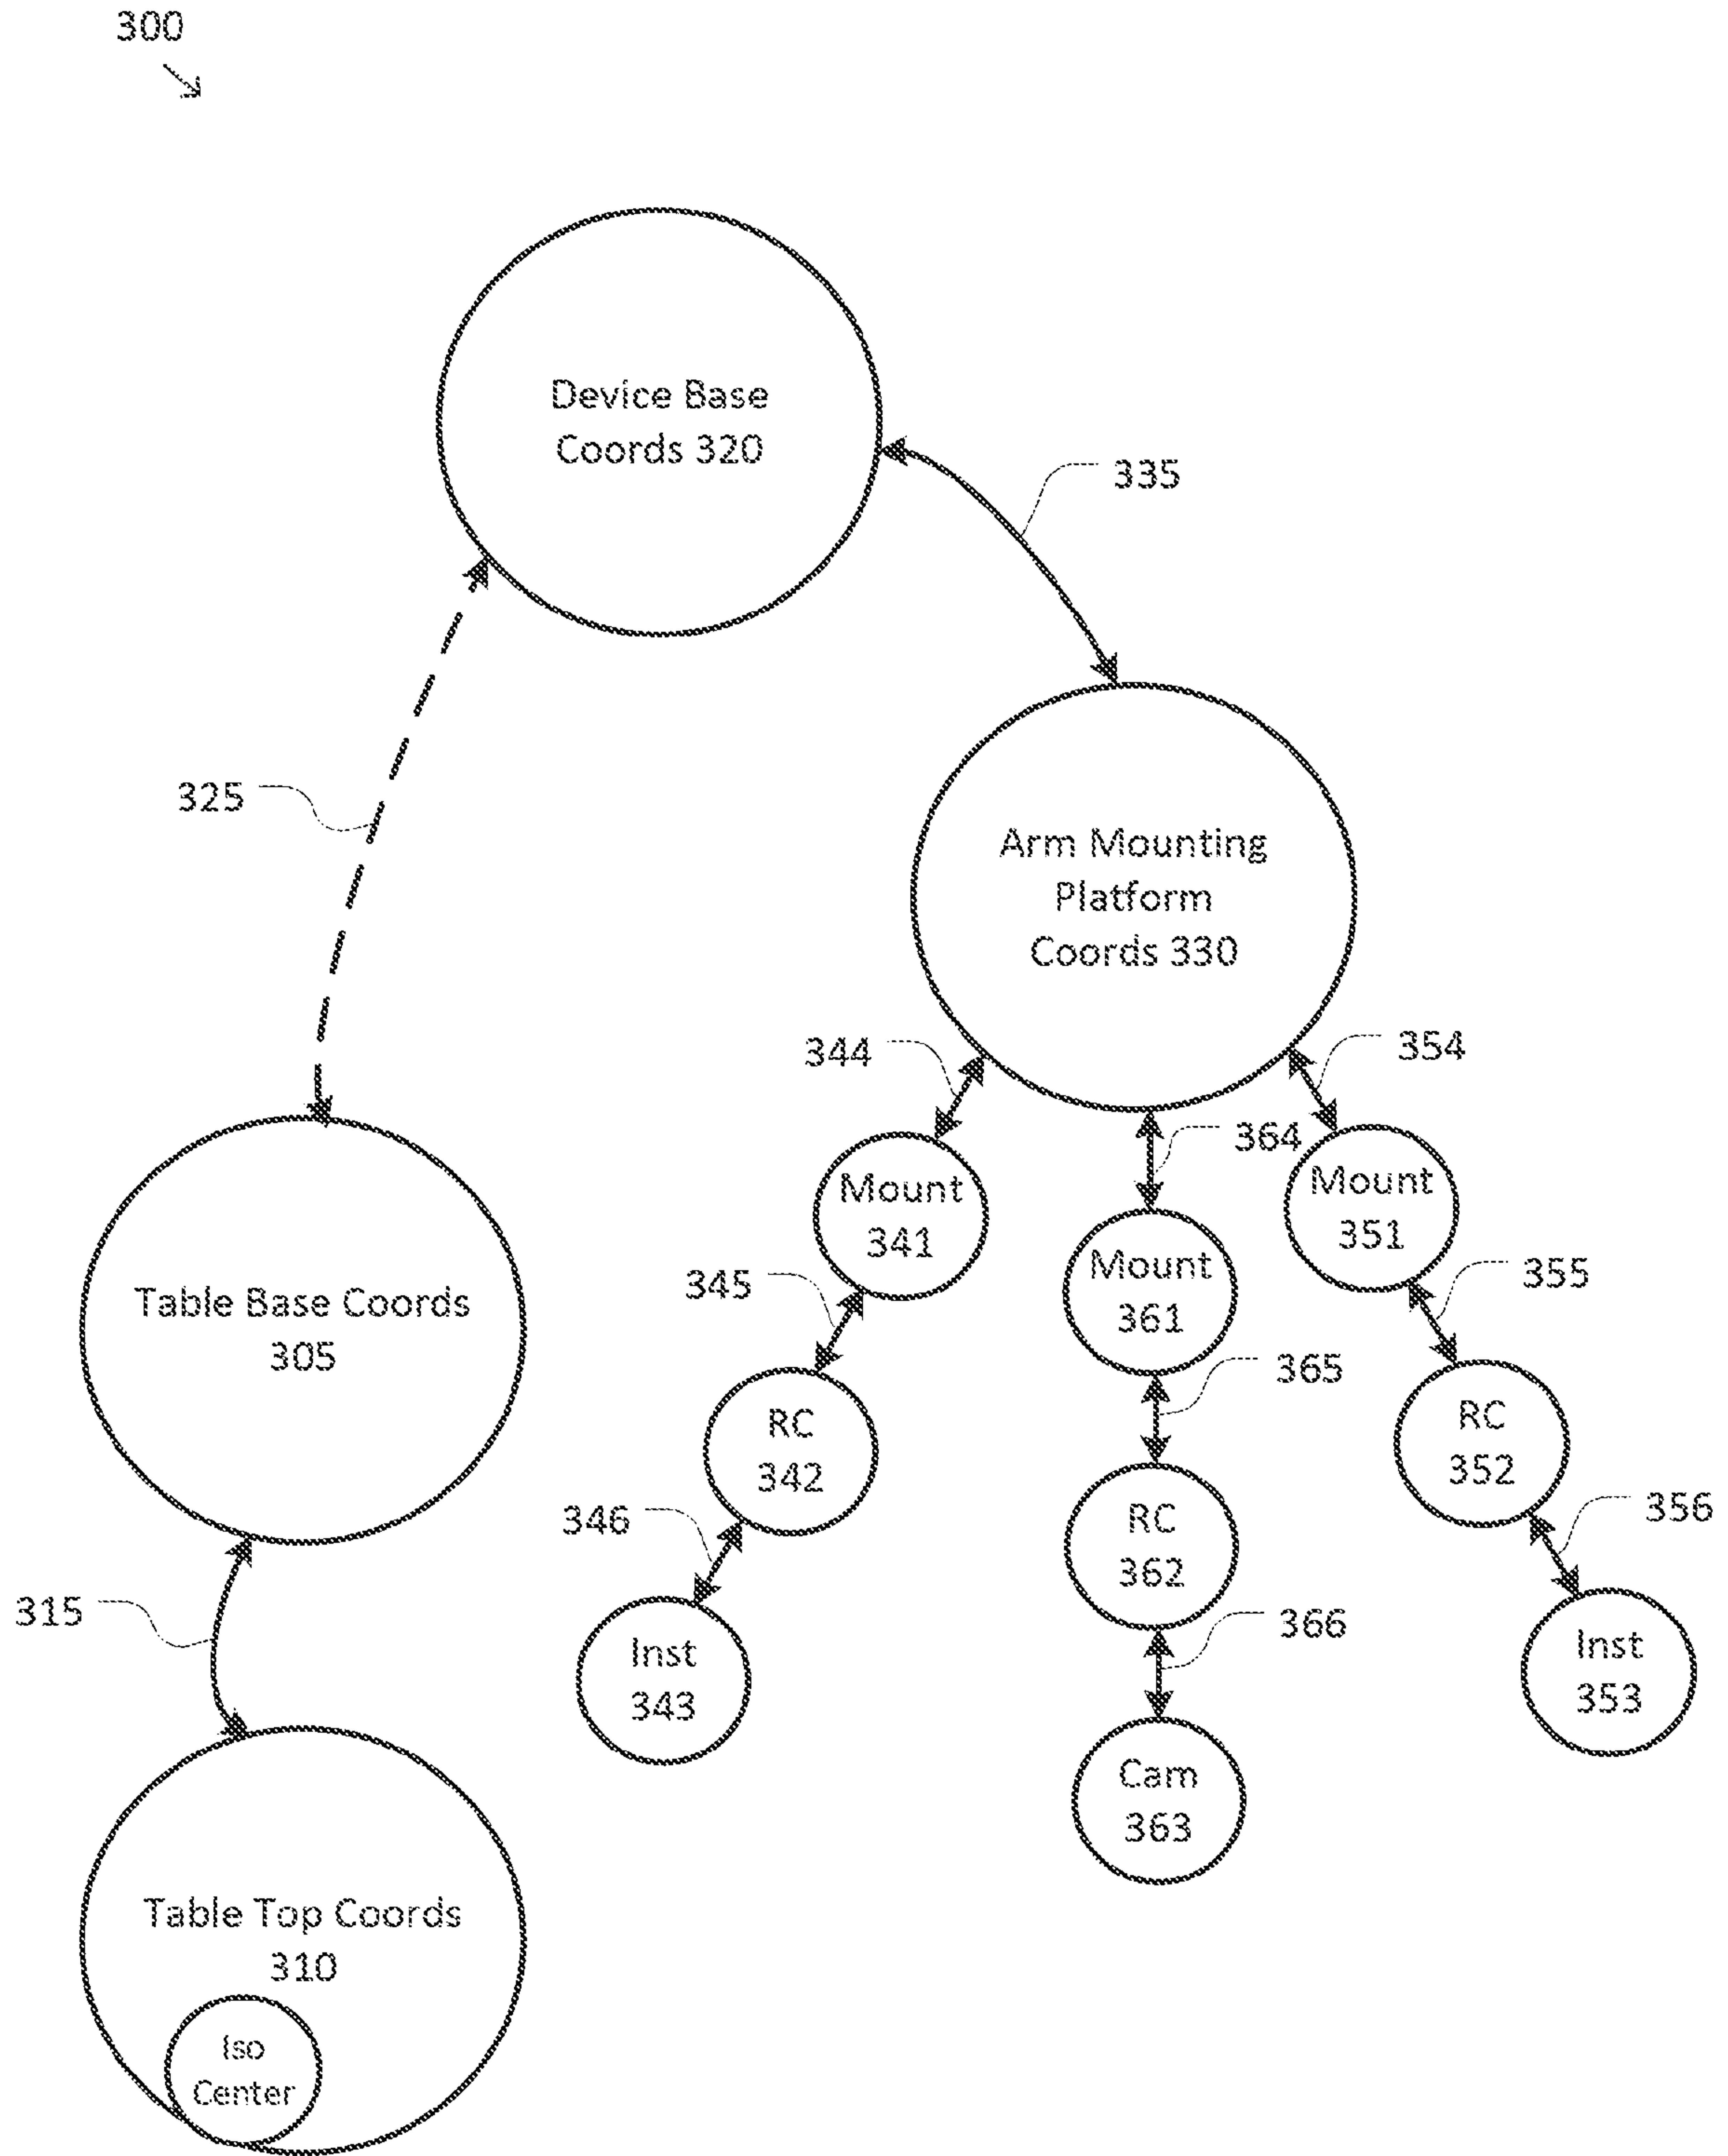 300
Device Base
Coords 320
335
325
Arm Mounting
Platform
Coords 330
344
354
364
Mount
341
Mount
351
Mount
361
345
355
Table Base Coords
305
365
RC
342
RC
352
RC
362
346
356
315
366
Inst
343
Inst
353
Cam
363
Table Top Coords
310
Iso
Center